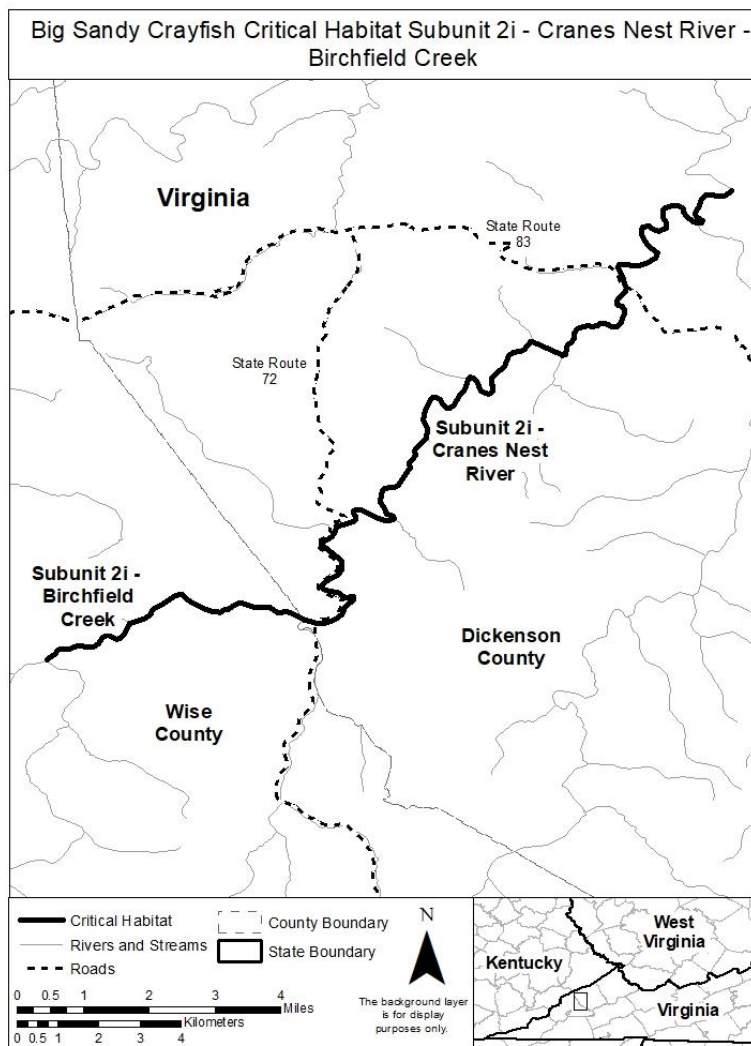 Big Sandy Crayfish Critical Habitat Subunit 2i - Cranes Nest River -
Birchfield Creek
Virginia
State Route
83
State Route
72
Subunit 2i -
Cranes Nest
River
Subunit 2i -
Birchfield
Creek
Dickenson
County
Wise
County
Critical Habitat
Rivers and Streams
Roads
County Boundary
State Boundary
N
The background layer
is for display
purposes only.
0 0.5 1 2 3 4
Miles
Kilometers
0 0.5 1 2 3 4
West
Virginia
Kentucky
Virginia